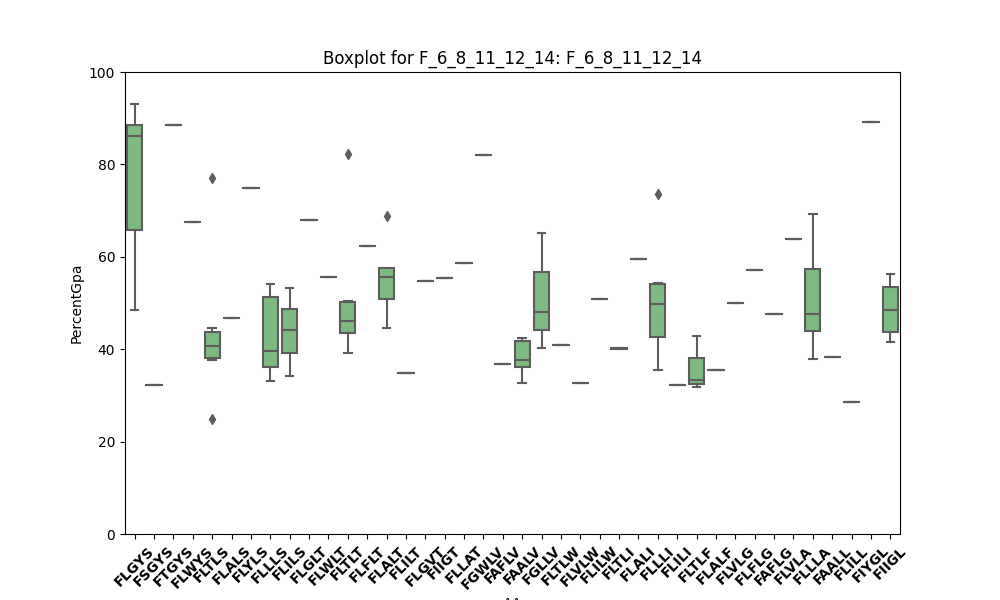 Boxplot for F_6_8_11_12_14: F_6_8_11_12_14
100
80
60
40
20
0
PercentGpa
FLGYS
FSGYS
FTGYS
FLWYS
FLTLS
FLALS
FLYLS
FLLLS
FLILS
FLGLT
FLWLT
FLTLT
FLFLT
FLALT
FLILT
FLGVT
FIIGT
FLLAT
FGWLV
FAFLV
FAALV
FGLLV
FLTLW
FLVLW
FLILW
FLTLI
FLALI
FLLLI
FLILI
FLTLF
FLALF
FLVLG
FLFLG
FAFLG
FLVLA
FLLLA
FAALL
FLILL
FIYGL
FIIGL